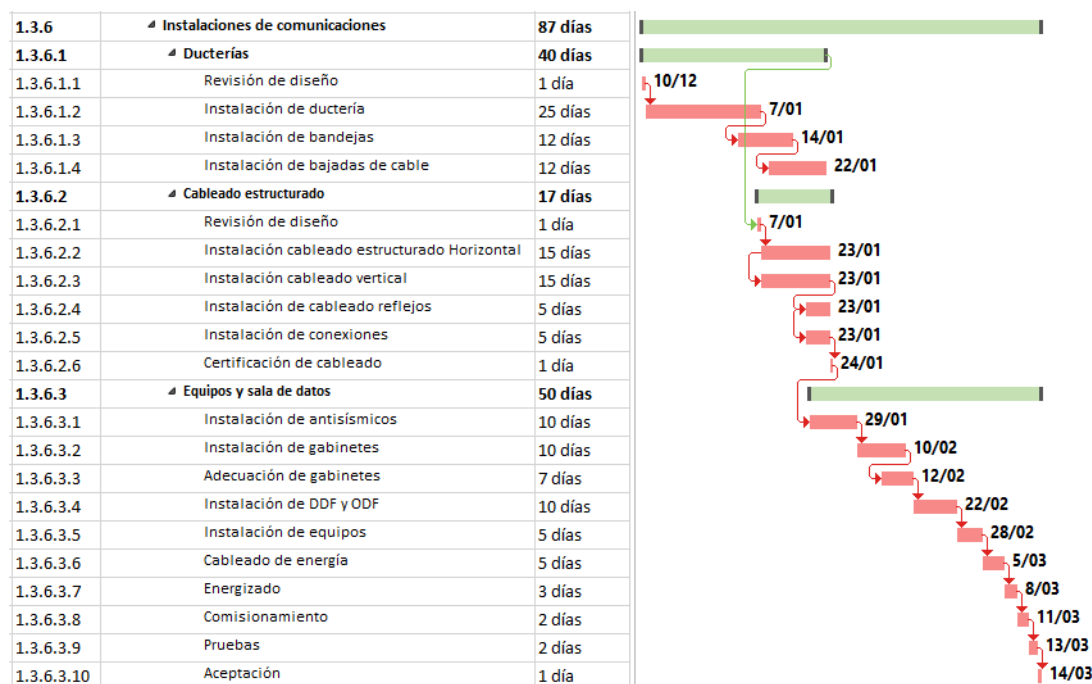 1.3.6 Instalaciones de comunicaciones 87 días
1.3.6.1 Ducterías 40 días
1.3.6.1.1 Revisión de diseño 1 día 10/12
1.3.6.1.2 Instalación de ductería 25 días 7/01
1.3.6.1.3 Instalación de bandejas 12 días 14/01
1.3.6.1.4 Instalación de bajadas de cable 12 días 22/01
1.3.6.2 Cableado estructurado 17 días
1.3.6.2.1 Revisión de diseño 1 día 7/01
1.3.6.2.2 Instalación cableado estructurado Horizontal 15 días 23/01
1.3.6.2.3 Instalación cableado vertical 15 días 23/01
1.3.6.2.4 Instalación de cableado reflejos 5 días 23/01
1.3.6.2.5 Instalación de conexiones 5 días 23/01
1.3.6.2.6 Certificación de cableado 1 día 24/01
1.3.6.3 Equipos y sala de datos 50 días
1.3.6.3.1 Instalación de antisísmicos 10 días 29/01
1.3.6.3.2 Instalación de gabinetes 10 días 10/02
1.3.6.3.3 Adecuación de gabinetes 7 días 12/02
1.3.6.3.4 Instalación de DDF y ODF 10 días 22/02
1.3.6.3.5 Instalación de equipos 5 días 28/02
1.3.6.3.6 Cableado de energía 5 días 5/03
1.3.6.3.7 Energizado 3 días 8/03
1.3.6.3.8 Comisionamiento 2 días 11/03
1.3.6.3.9 Pruebas 2 días 13/03
1.3.6.3.10 Aceptación 1 día 14/03